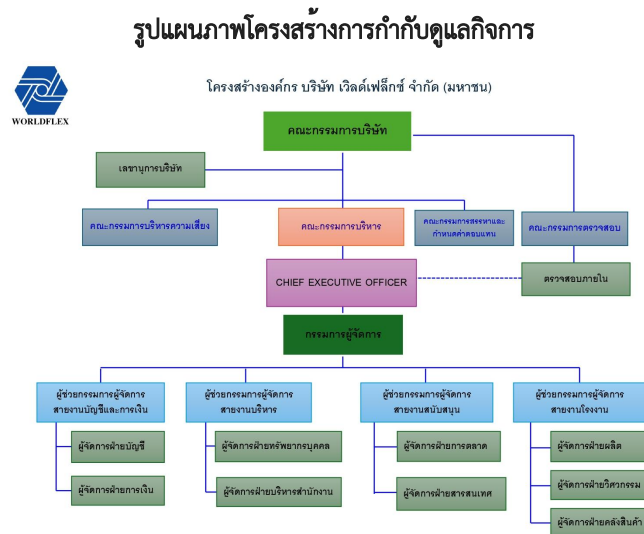 รูปแผนภาพโครงสร้างการกำกับดูแลกิจการ
WORLDFLEX
โครงสร้างองค์กร บริษัท เวิลด์เฟล็กซ์ จำกัด (มหาชน)
คณะกรรมการบริษัท
เลขานุการบริษัท
คณะกรรมการบริหารความเสี่ยง
คณะกรรมการบริหาร
คณะกรรมการสรรหาและ
กำหนดค่าตอบแทน
คณะกรรมการตรวจสอบ
CHIEF EXECUTIVE OFFICER
ตรวจสอบภายใน
กรรมการผู้จัดการ
ผู้ช่วยกรรมการผู้จัดการ
สายงานบัญชีและการเงิน
ผู้ช่วยกรรมการผู้จัดการ
สายงานบริหาร
ผู้ช่วยกรรมการผู้จัดการ
สายงานสนับสนุน
ผู้ช่วยกรรมการผู้จัดการ
สายงานโรงงาน
ผู้จัดการฝ่ายบัญชี
ผู้จัดการฝ่ายทรัพยากรบุคคล
ผู้จัดการฝ่ายการตลาด
ผู้จัดการฝ่ายผลิต
ผู้จัดการฝ่ายการเงิน
ผู้จัดการฝ่ายบริหารสำนักงาน
ผู้จัดการฝ่ายสารสนเทศ
ผู้จัดการฝ่ายวิศวกรรม
ผู้จัดการฝ่ายคลังสินค้า